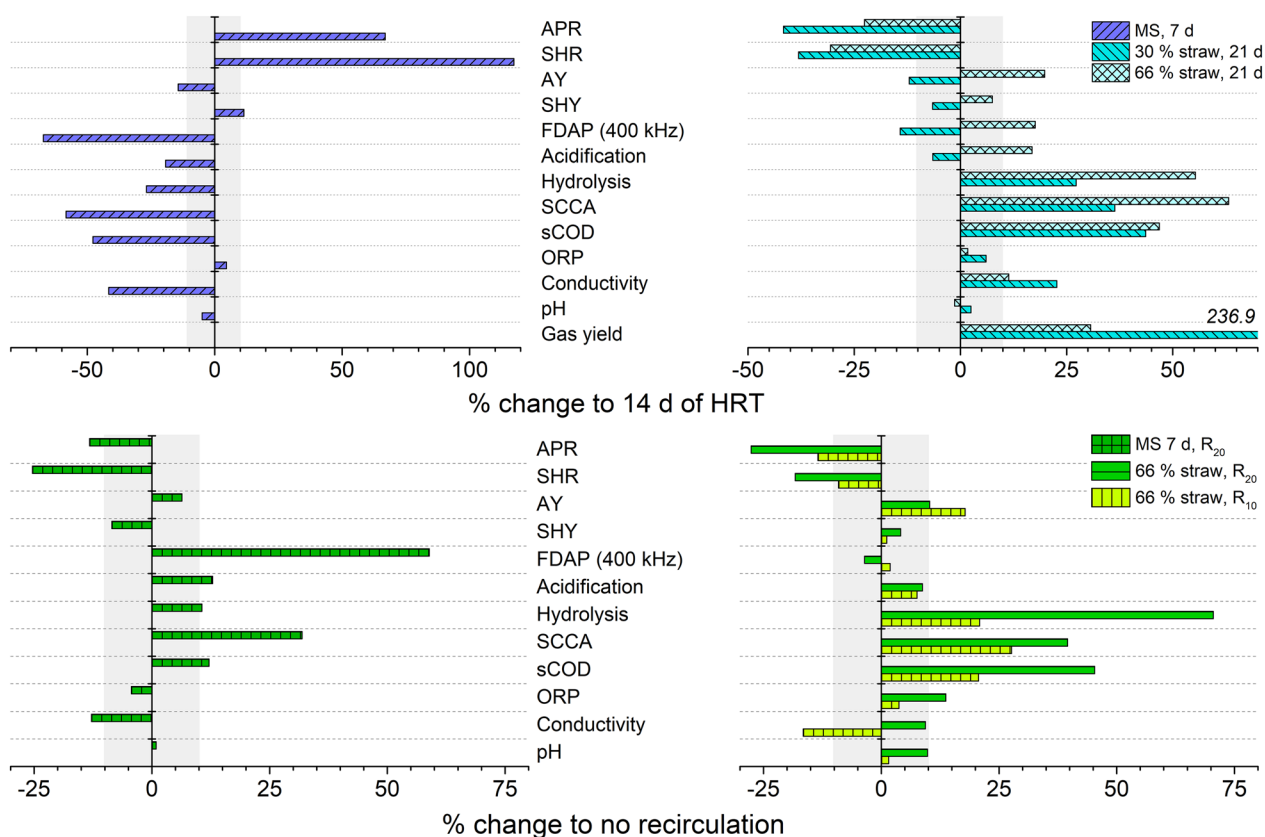 APR
SHR
AY
SHY
FDAP (400 kHz)
Acidification
Hydrolysis
SCCA
sCOD
ORP
Conductivity
pH
Gas yield
MS, 7 d
30 % straw, 21 d
66 % straw, 21 d
236.9
-50 0 50 100
-50 -25 0 25 50
% change to 14 d of HRT
APR
SHR
AY
SHY
FDAP (400 kHz)
Acidification
Hydrolysis
SCCA
sCOD
ORP
Conductivity
pH
MS 7 d, R20
66 % straw, R20
66 % straw, R10
-25 0 25 50 75
-25 0 25 50 75
% change to no recirculation